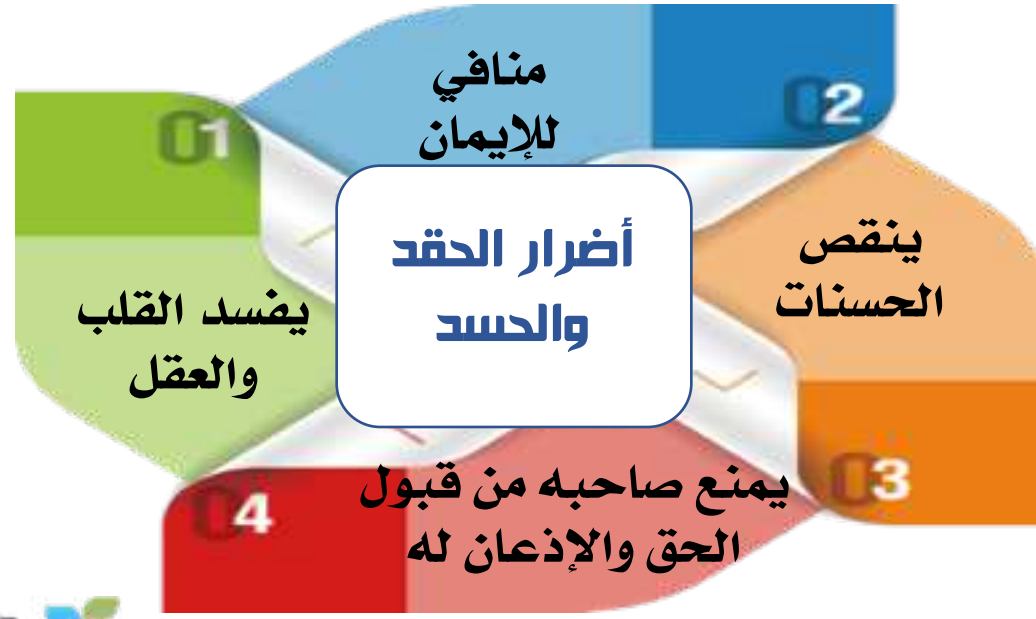 أضرار الحقد
والحسد
01
يفسد القلب
والعقل
02
منافي
للإيمان
03
ينقص
الحسنات
04
يمنع صاحبه من قبول
الحق والإذعان له